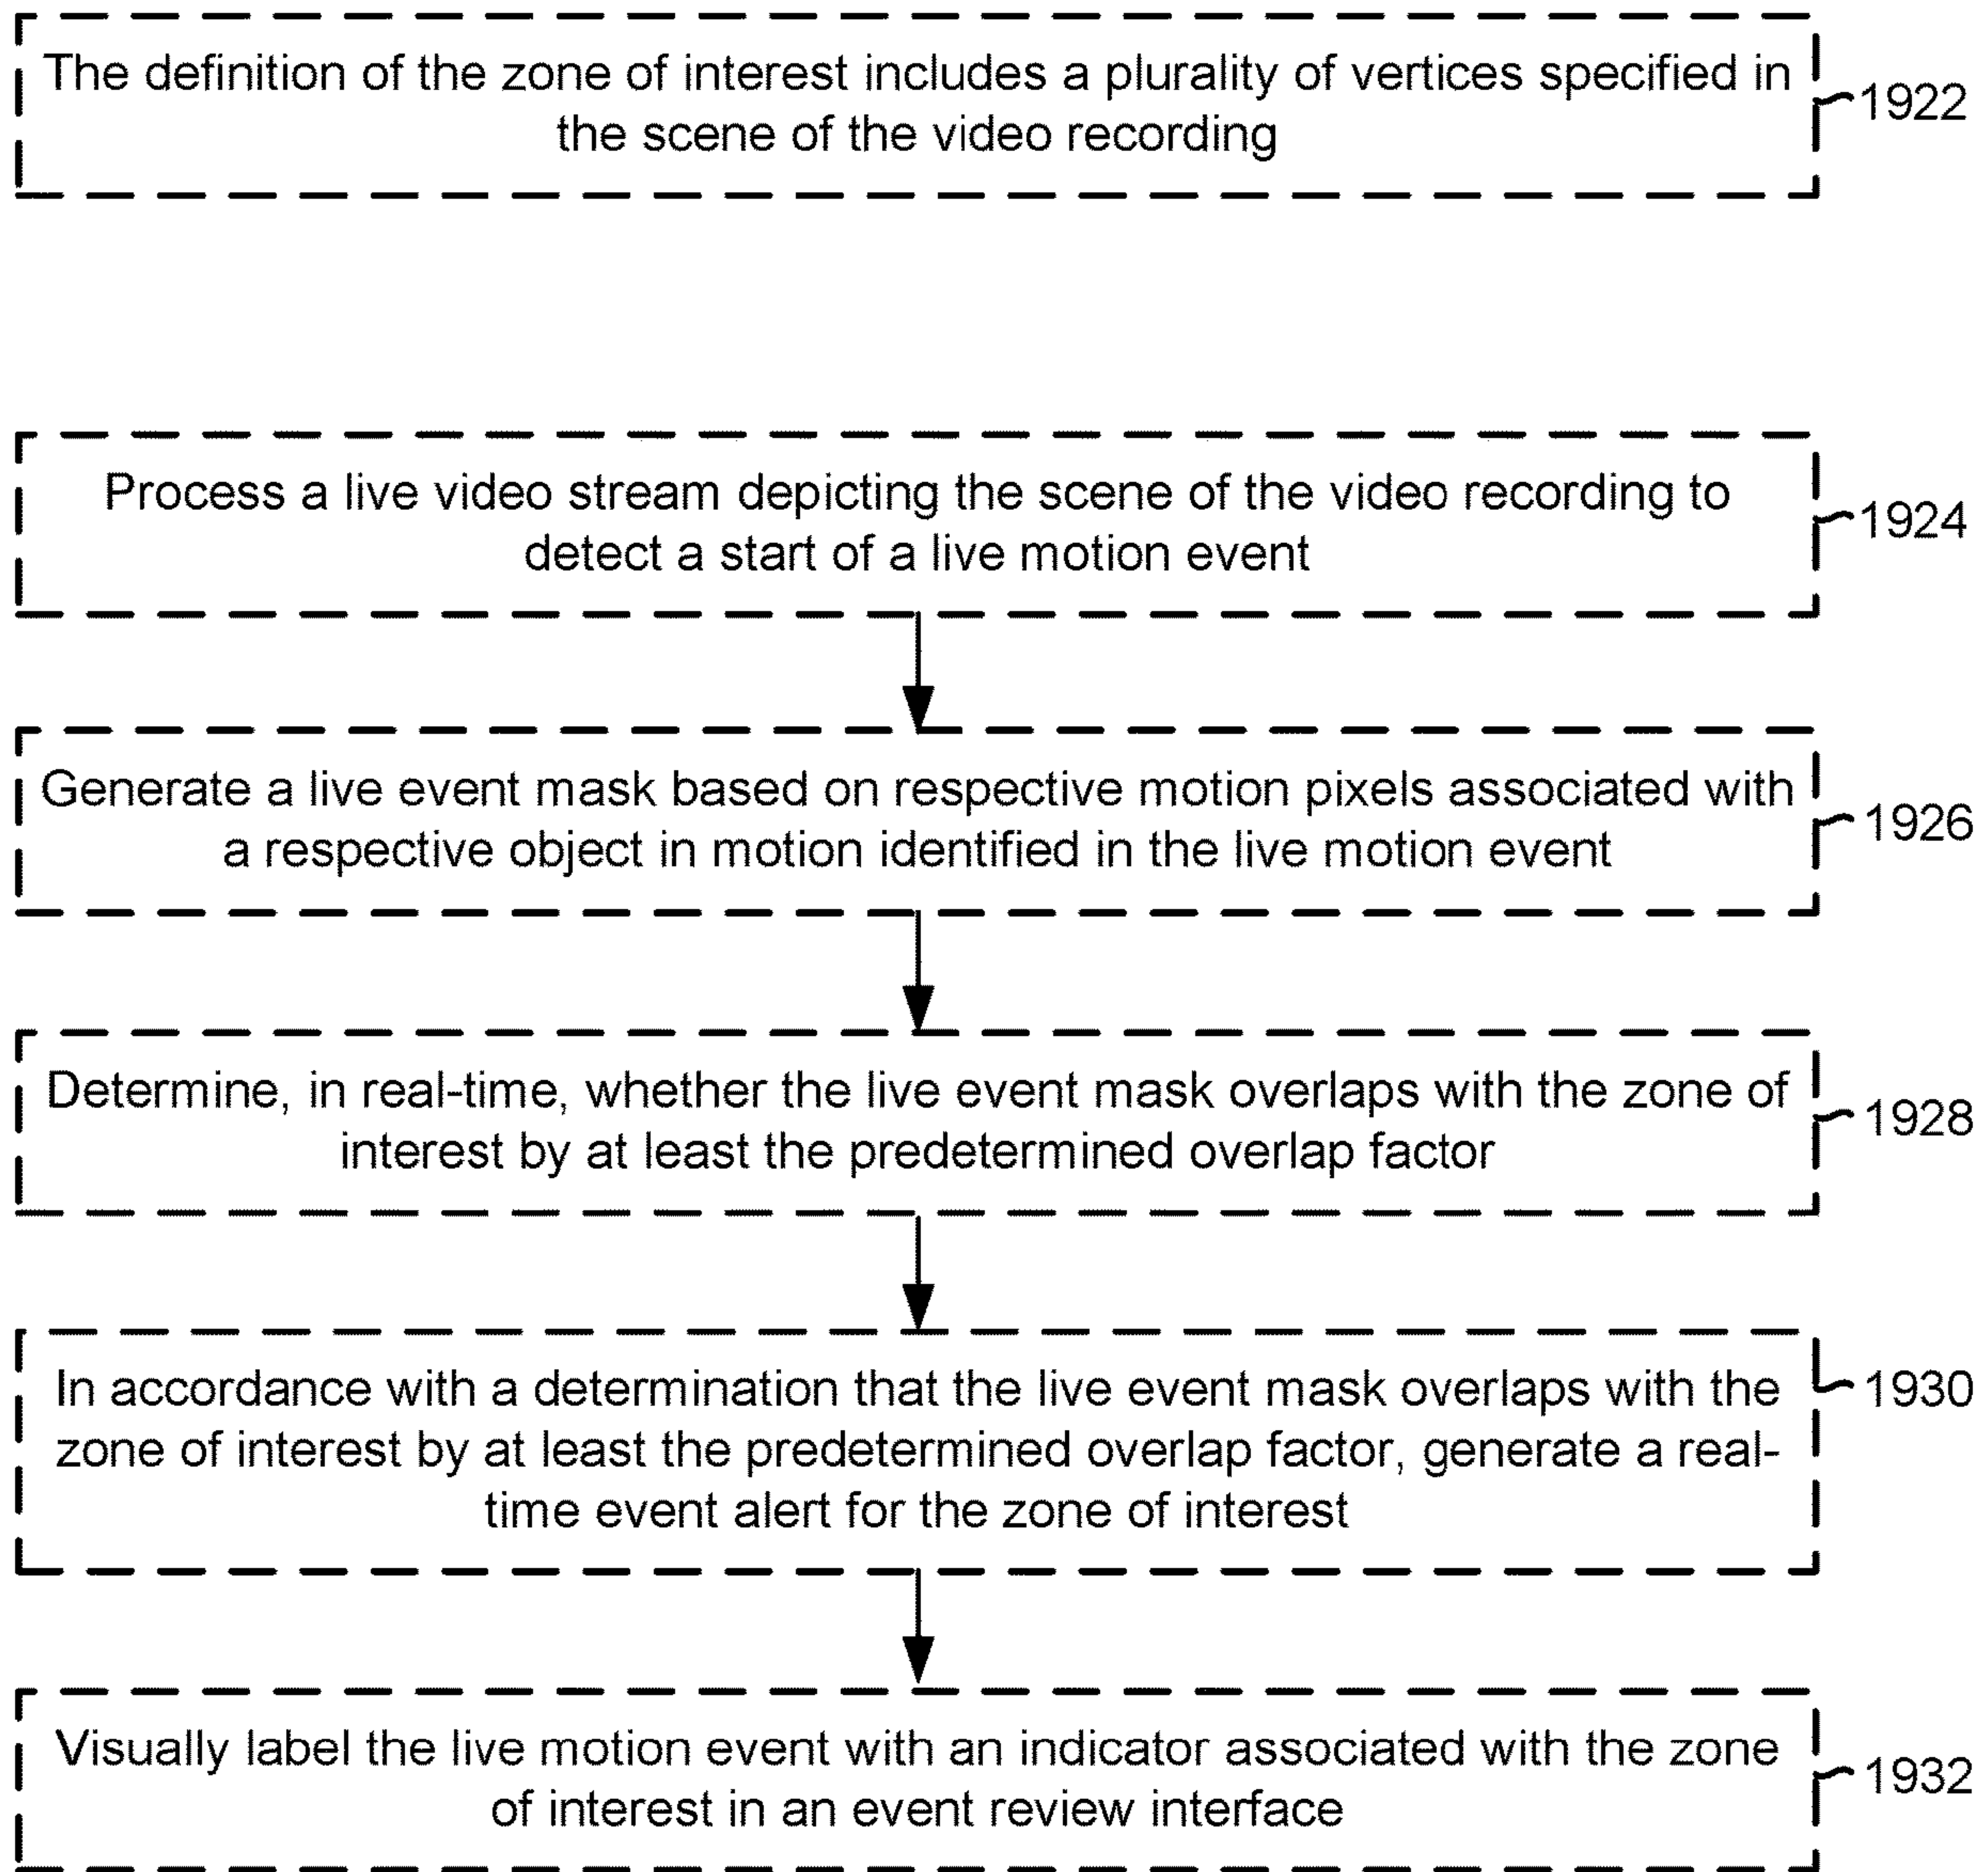 The definition of the zone of interest includes a plurality of vertices specified in
the scene of the video recording
1922
Process a live video stream depicting the scene of the video recording to
detect a start of a live motion event
1924
Generate a live event mask based on respective motion pixels associated with
a respective object in motion identified in the live motion event
1926
Determine, in real-time, whether the live event mask overlaps with the zone of
interest by at least the predetermined overlap factor
1928
In accordance with a determination that the live event mask overlaps with the
zone of interest by at least the predetermined overlap factor, generate a real-
time event alert for the zone of interest
1930
Visually label the live motion event with an indicator associated with the zone
of interest in an event review interface
1932